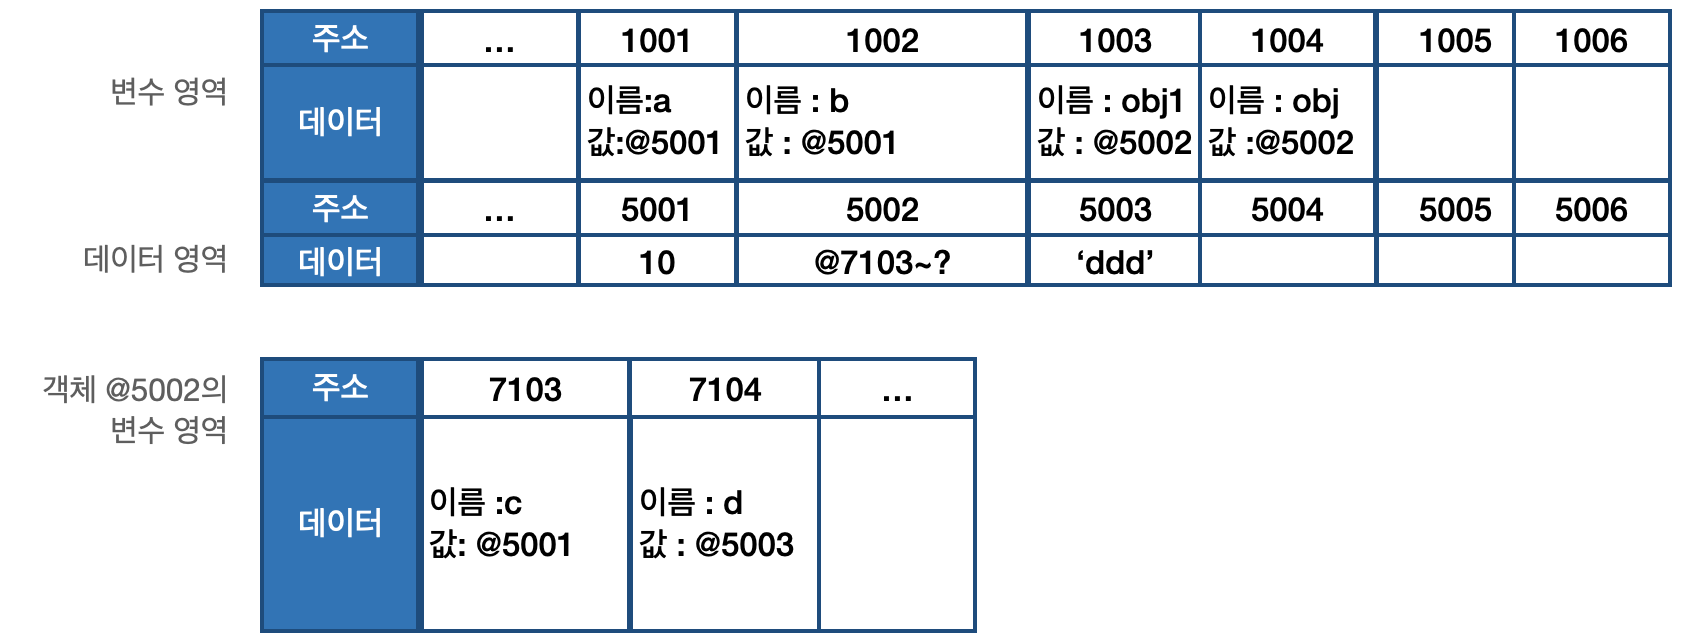 주소 … 1001 1002 1003 1004 1005 1006
변수 영역
데이터
이름:a 이름 : b 이름 : obj1 이름 : obj
값:@5001 값 : @5001 값 : @5002 값 :@5002
주소 … 5001 5002 5003 5004 5005 5006
데이터 영역 데이터 10 @7103~? ‘ddd’
객체 @5002의 주소 7103 7104 …
변수 영역
데이터
이름 :c 이름 : d
값: @5001 값 : @5003